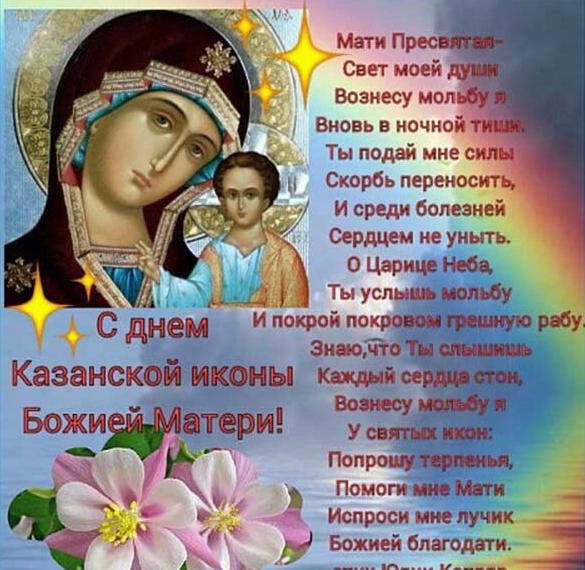 Мати Пресвятая-
Свет моей души
Вознесу мольбу я
Вновь в ночной тиши.
Ты подай мне силы
Скорбь переносить,
И среди болезней
Сердцем не уныть.
О Царице Неба,
Ты услышь мольбу
И покрой покровом грешную рабу.
Знаю,что Ты слышишь
Каждый сердца стон,
Вознесу мольбу я
У святых икон:
Попрошу терпенья,
Помоги мне Мати
Испроси мне лучик
Божией благодати.
С днем
Казанской иконы
Божией Матери!